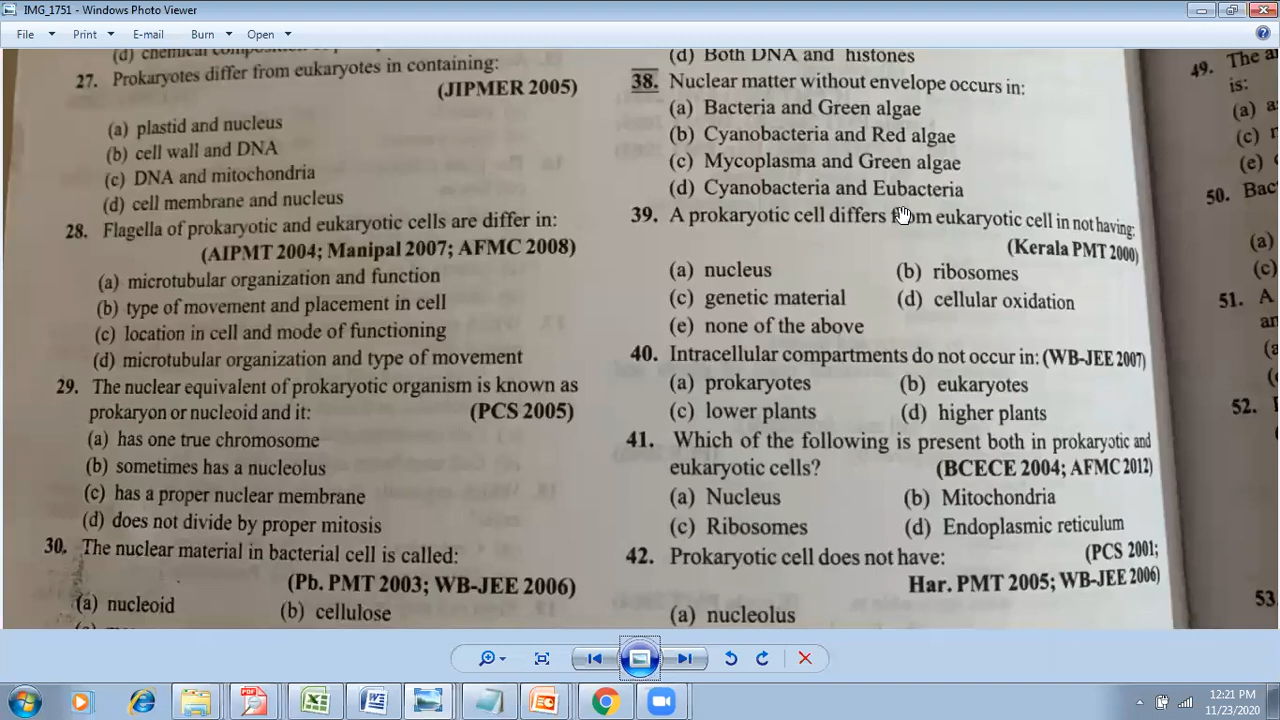 IMG_1751 - Windows Photo Viewer
File Print E-mail Burn Open
(d) chemical
27. Prokaryotes differ from eukaryotes in containing:
(JIPMER 2005)
(a) plastid and nucleus
(b) cell wall and DNA
(c) DNA and mitochondria
(d) cell membrane and nucleus
28. Flagella of prokaryotic and eukaryotic cells are differ in:
(AIPMT 2004; Manipal 2007; AFMC 2008)
(a) microtubular organization and function
(b) type of movement and placement in cell
(c) location in cell and mode of functioning
(d) microtubular organization and type of movement
29. The nuclear equivalent of prokaryotic organism is known as
prokaryon or nucleoid and it: (PCS 2005)
(a) has one true chromosome
(b) sometimes has a nucleolus
(c) has a proper nuclear membrane
(d) does not divide by proper mitosis
30. The nuclear material in bacterial cell is called:
(Pb. PMT 2003; WB-JEE 2006)
(a) nucleoid (b) cellulose
(d) Both DNA and histones
38. Nuclear matter without envelope occurs in:
(a) Bacteria and Green algae
(b) Cyanobacteria and Red algae
(c) Mycoplasma and Green algae
(d) Cyanobacteria and Eubacteria
39. A prokaryotic cell differs from eukaryotic cell in not having:
(Kerala PMT 2000)
(a) nucleus (b) ribosomes
(c) genetic material (d) cellular oxidation
(e) none of the above
40. Intracellular compartments do not occur in: (WB-JEE 2007)
(a) prokaryotes (b) eukaryotes
(c) lower plants (d) higher plants
41. Which of the following is present both in prokaryotic and
eukaryotic cells? (BCECE 2004; AFMC 2012)
(a) Nucleus (b) Mitochondria
(c) Ribosomes (d) Endoplasmic reticulum
42. Prokaryotic cell does not have: (PCS 2001;
Har. PMT 2005; WB-JEE 2006)
(a) nucleolus
49. The a
is:
(a)
(c)
(e)
50. Bac
(a)
(c)
51. A
an
(a
(c
52.
53
12:21 PM
11/23/2020